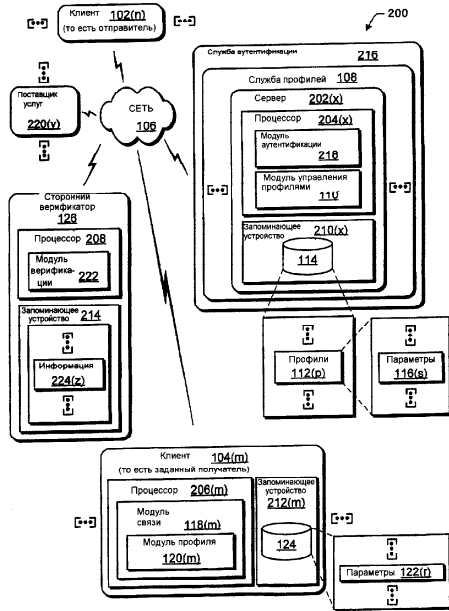 200
Клиент 102(n)
(то есть отправитель)
Служба аутентификации
216
Служба профилей 108
Сервер 202(x)
Процессор 204(x)
Модуль
аутентификации
218
Модуль управления
профилями 110
Запоминающее
устройство 210(x)
114
СЕТЬ
106
Поставщик
услуг
220(v)
Сторонний
верификатор
126
Процессор 208
Модуль
верифика-
ции 222
Запоминающее
устройство 214
Информация
224(z)
Профили
112(p)
Параметры
116(s)
Клиент 104(m)
(то есть заданный получатель)
Процессор
206(m)
Модуль
связи 118(m)
Модуль профиля
120(m)
Запоминающее
устройство
212(m)
124
Параметры 122(r)